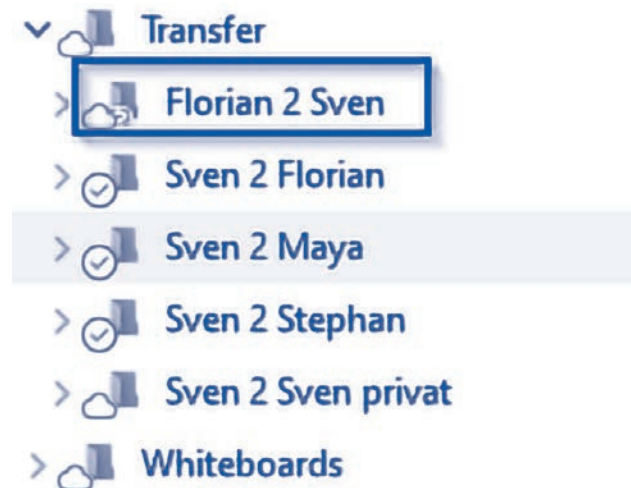 Transfer
Florian 2 Sven
Sven 2 Florian
Sven 2 Maya
Sven 2 Stephan
Sven 2 Sven privat
Whiteboards